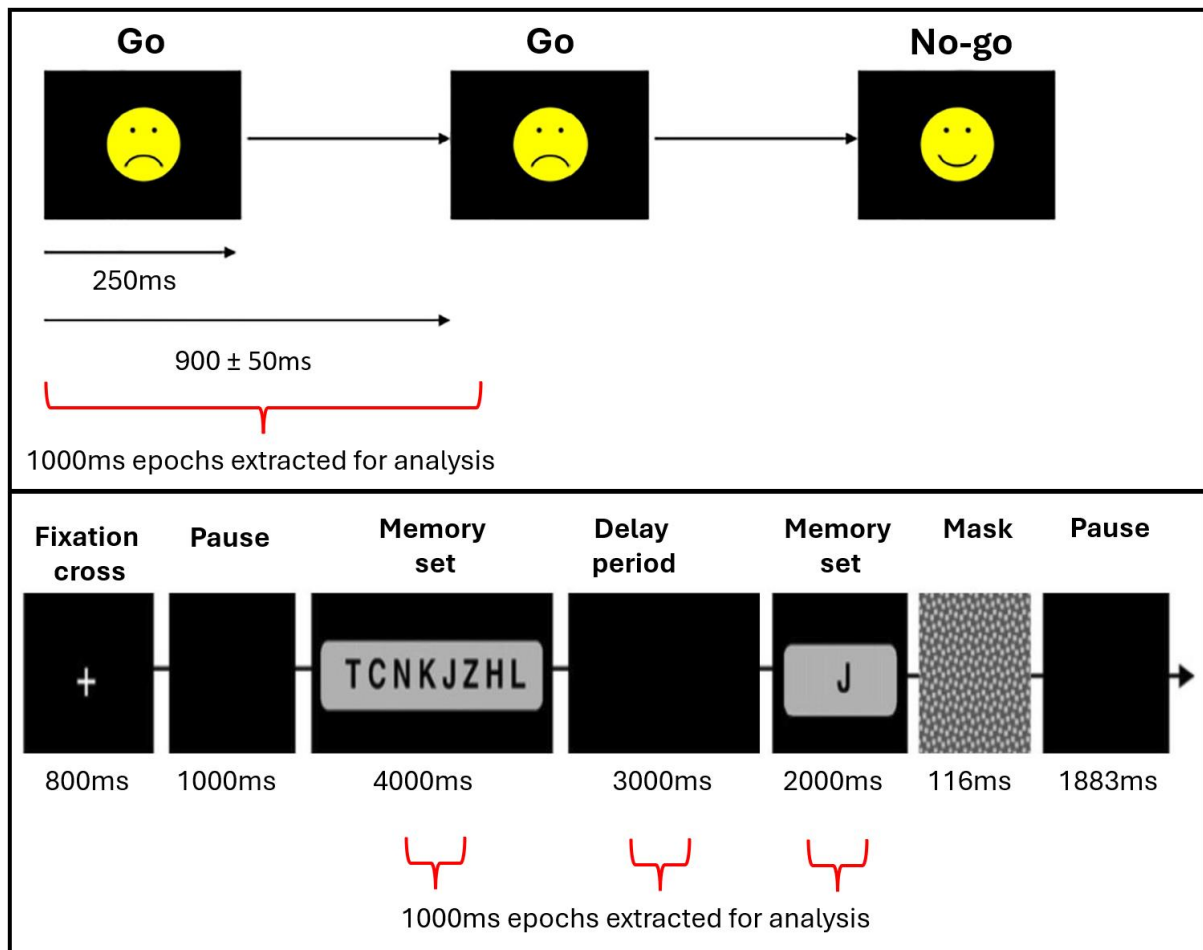 Go Go No-go
250ms
900 ± 50ms
1000ms epochs extracted for analysis
Fixation cross
Pause
Memory set
Delay period
Memory set
Mask
Pause
+
TCNKJZHL
J
800ms 1000ms 4000ms 3000ms 2000ms 116ms 1883ms
1000ms epochs extracted for analysis